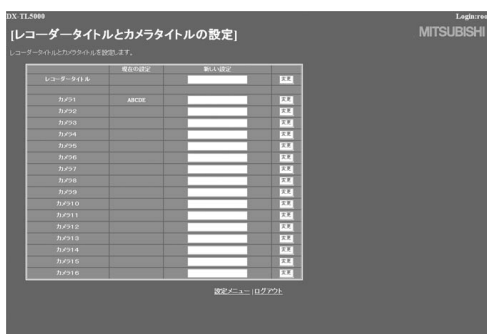 DX-TL5000 Login:roo
[レコーダータイトルとカメラタイトルの設定]
MITSUBISHI
レコーダータイトルとカメラタイトルを設定します。
現在の設定 新しい設定
レコーダータイトル 変更
カメラ1 ABCDE 変更
カメラ2 変更
カメラ3 変更
カメラ4 変更
カメラ5 変更
カメラ6 変更
カメラ7 変更
カメラ8 変更
カメラ9 変更
カメラ10 変更
カメラ11 変更
カメラ12 変更
カメラ13 変更
カメラ14 変更
カメラ15 変更
カメラ16 変更
設定メニュー | ログアウト